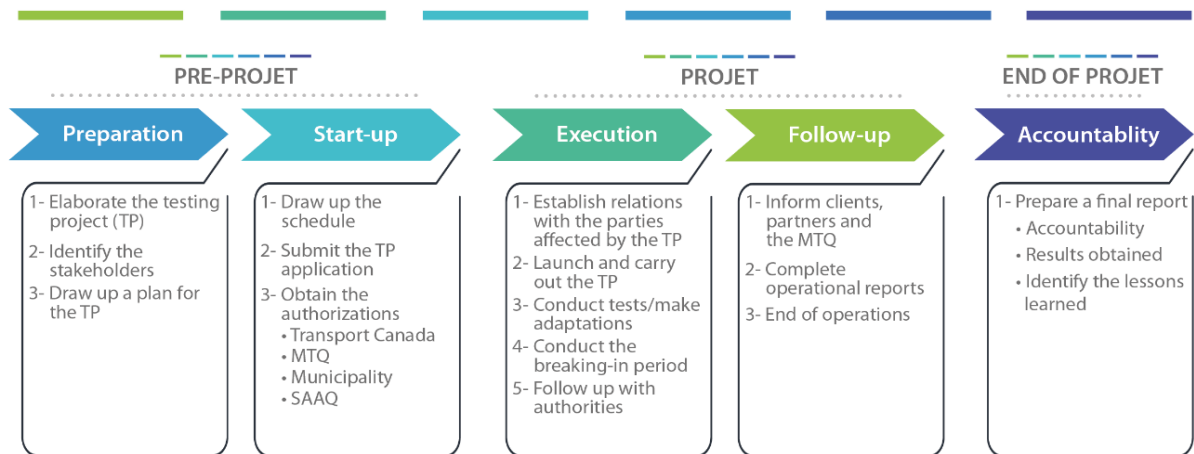 PRE-PROJET
PROJET
END OF PROJET
Preparation
Start-up
Execution
Follow-up
Accountablity
1- Elaborate the testing
project (TP)
2- Identify the
stakeholders
3- Draw up a plan for
the TP
1- Draw up the
schedule
2- Submit the TP
application
3- Obtain the
authorizations
• Transport Canada
• MTQ
• Municipality
• SAAQ
1- Establish relations
with the parties
affected by the TP
2- Launch and carry
out the TP
3- Conduct tests/make
adaptations
4- Conduct the
breaking-in period
5- Follow up with
authorities
1- Inform clients,
partners and
the MTQ
2- Complete
operational reports
3- End of operations
1- Prepare a final report
• Accountability
• Results obtained
• Identify the lessons
learned